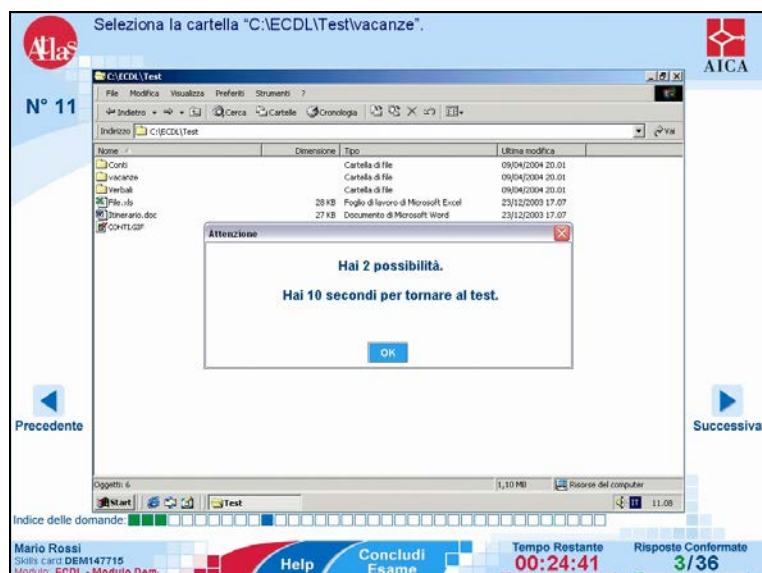 Seleziona la cartella “C:\ECDL\Test\vacanze”.
Atlas
AICA
N° 11
C:\ECDL\Test
File Modifica Visualizza Preferiti Strumenti ?
Indietro Cerca Cartelle Cronologia
Indirizzo C:\ECDL\Test Vai
Nome Dimensione Tipo Ultima modifica
Conti Cartella di file 09/04/2004 20.01
vacanze Cartella di file 09/04/2004 20.01
Verbali Cartella di file 09/04/2004 20.01
File.xls 28 KB Foglio di lavoro di Microsoft Excel 23/12/2003 17.07
Itinerario.doc 27 KB Documento di Microsoft Word 23/12/2003 17.07
CONTI.GIF
Attenzione
Hai 2 possibilità.
Hai 10 secondi per tornare al test.
OK
Precedente
Successiva
Oggetti: 6 1,10 MB Risorse del computer
Start Test IT 11.08
Indice delle domande:
Mario Rossi
Skills card DEM147715
Modulo: ECDL - Modulo Dem
Help
Concludi
Esame
Tempo Restante
00:24:41
Risposte Confermate
3/36